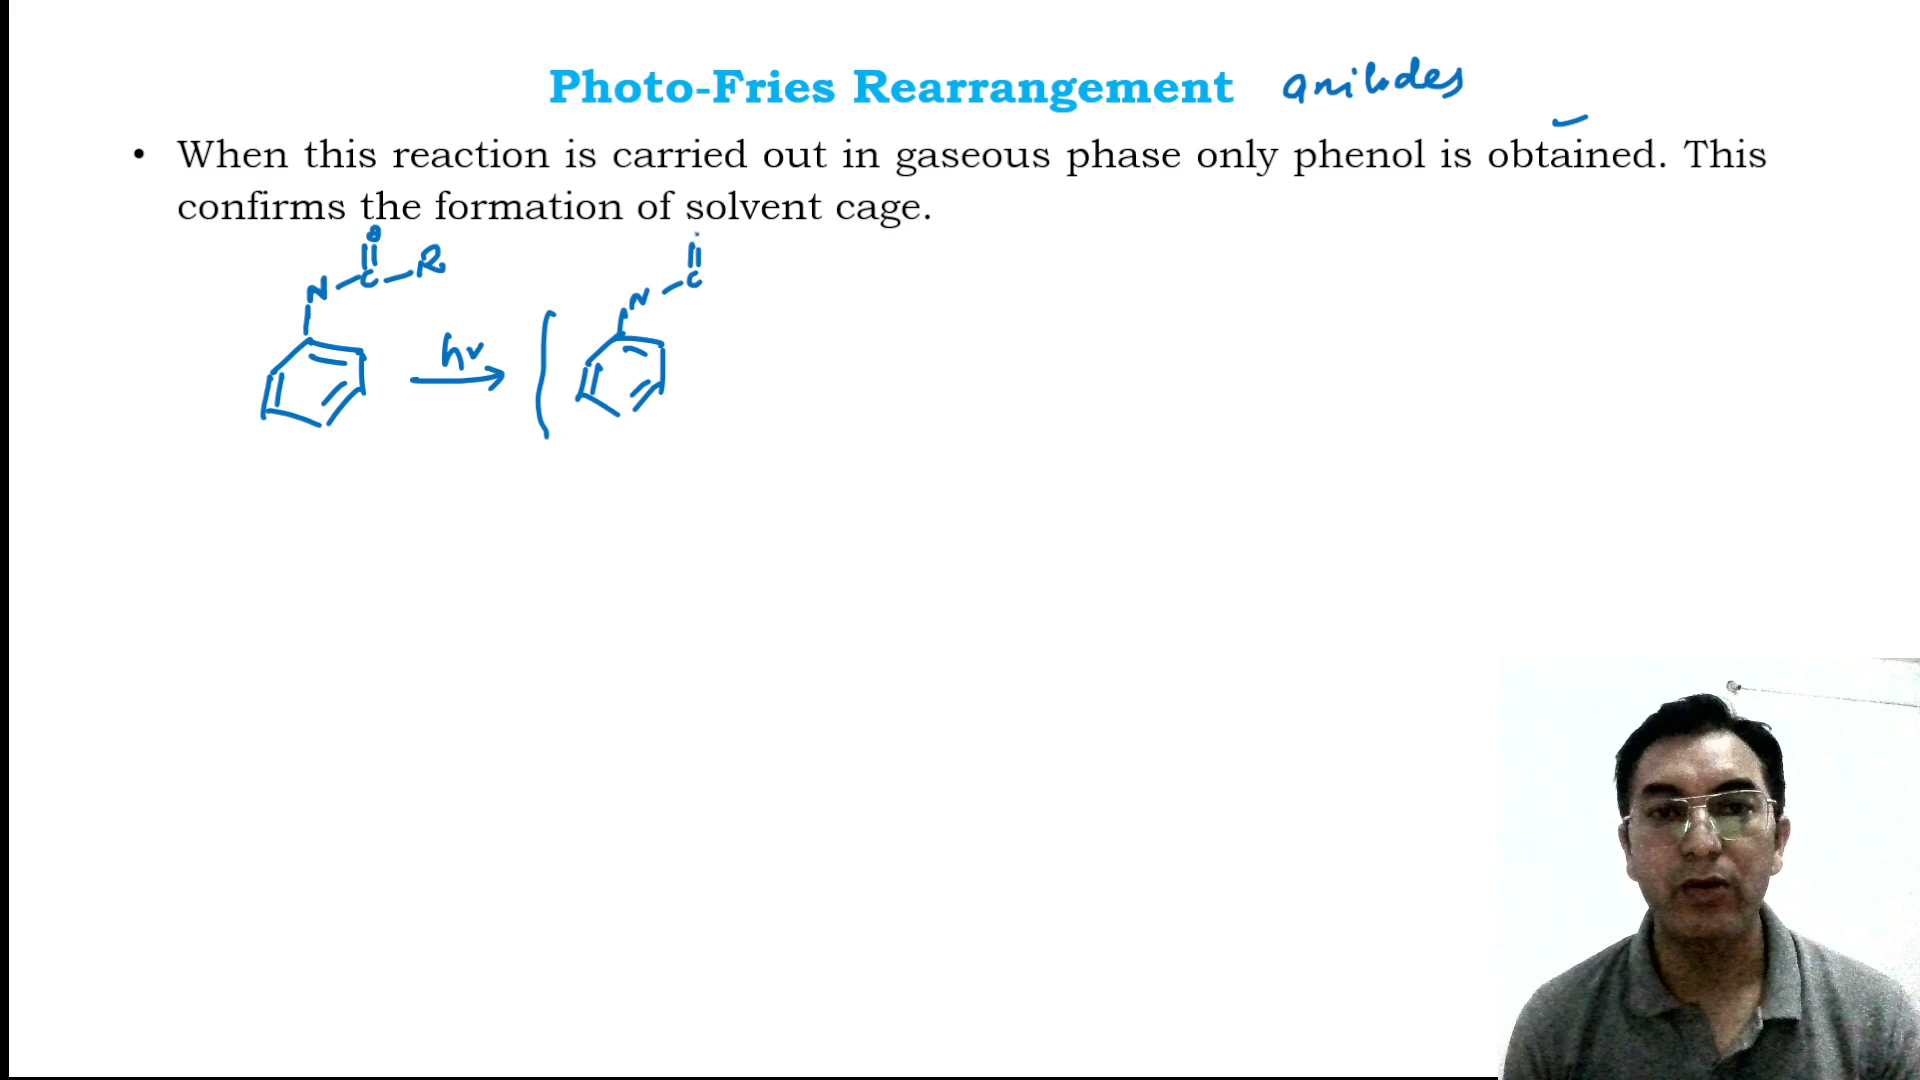 Photo-Fries Rearrangement anilides
• When this reaction is carried out in gaseous phase only phenol is obtained. This
confirms the formation of solvent cage.
O
N - C - R
N - C
hν